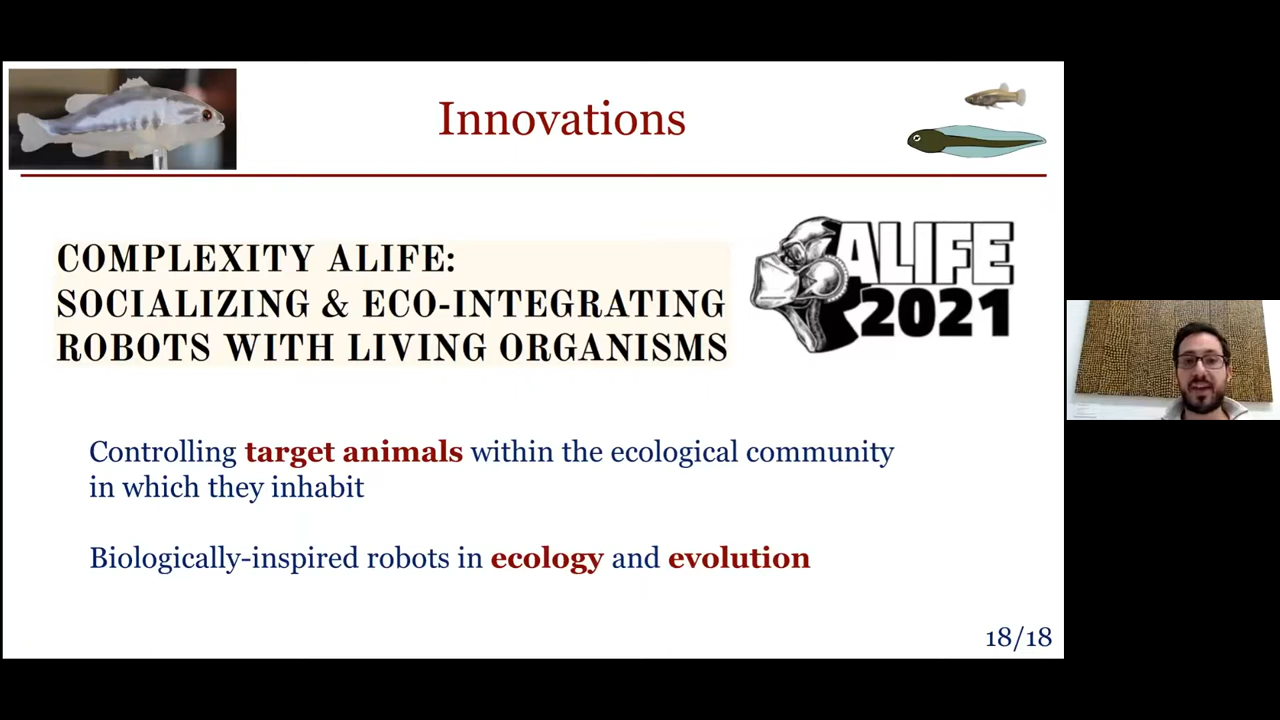 Innovations
COMPLEXITY ALIFE:
SOCIALIZING & ECO-INTEGRATING
ROBOTS WITH LIVING ORGANISMS
ALIFE
2021
Controlling target animals within the ecological community
in which they inhabit
Biologically-inspired robots in ecology and evolution
18/18